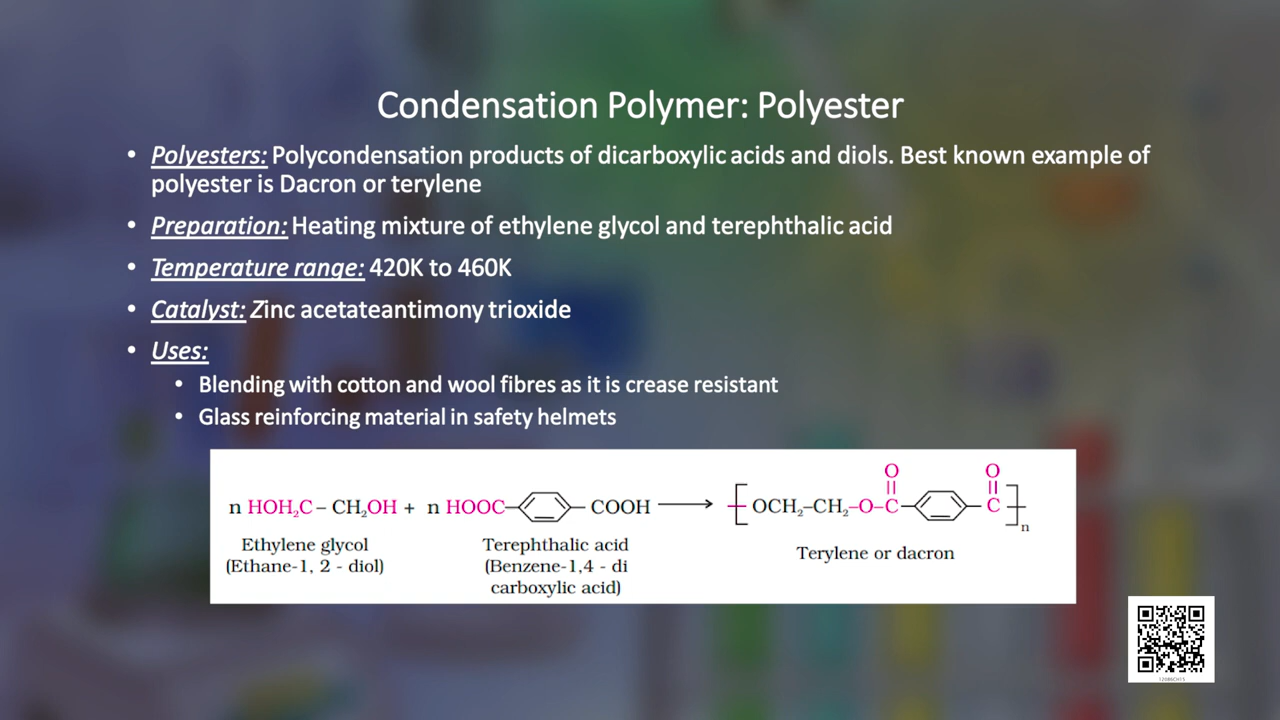 Condensation Polymer: Polyester
• Polyesters: Polycondensation products of dicarboxylic acids and diols. Best known example of
polyester is Dacron or terylene
• Preparation: Heating mixture of ethylene glycol and terephthalic acid
• Temperature range: 420K to 460K
• Catalyst: Zinc acetateantimony trioxide
• Uses:
• Blending with cotton and wool fibres as it is crease resistant
• Glass reinforcing material in safety helmets
O O
n HOH₂C – CH₂OH + n HOOC COOH OCH₂–CH₂–O–C C n
Ethylene glycol
(Ethane-1, 2 - diol)
Terephthalic acid
(Benzene-1,4 - di
carboxylic acid)
Terylene or dacron